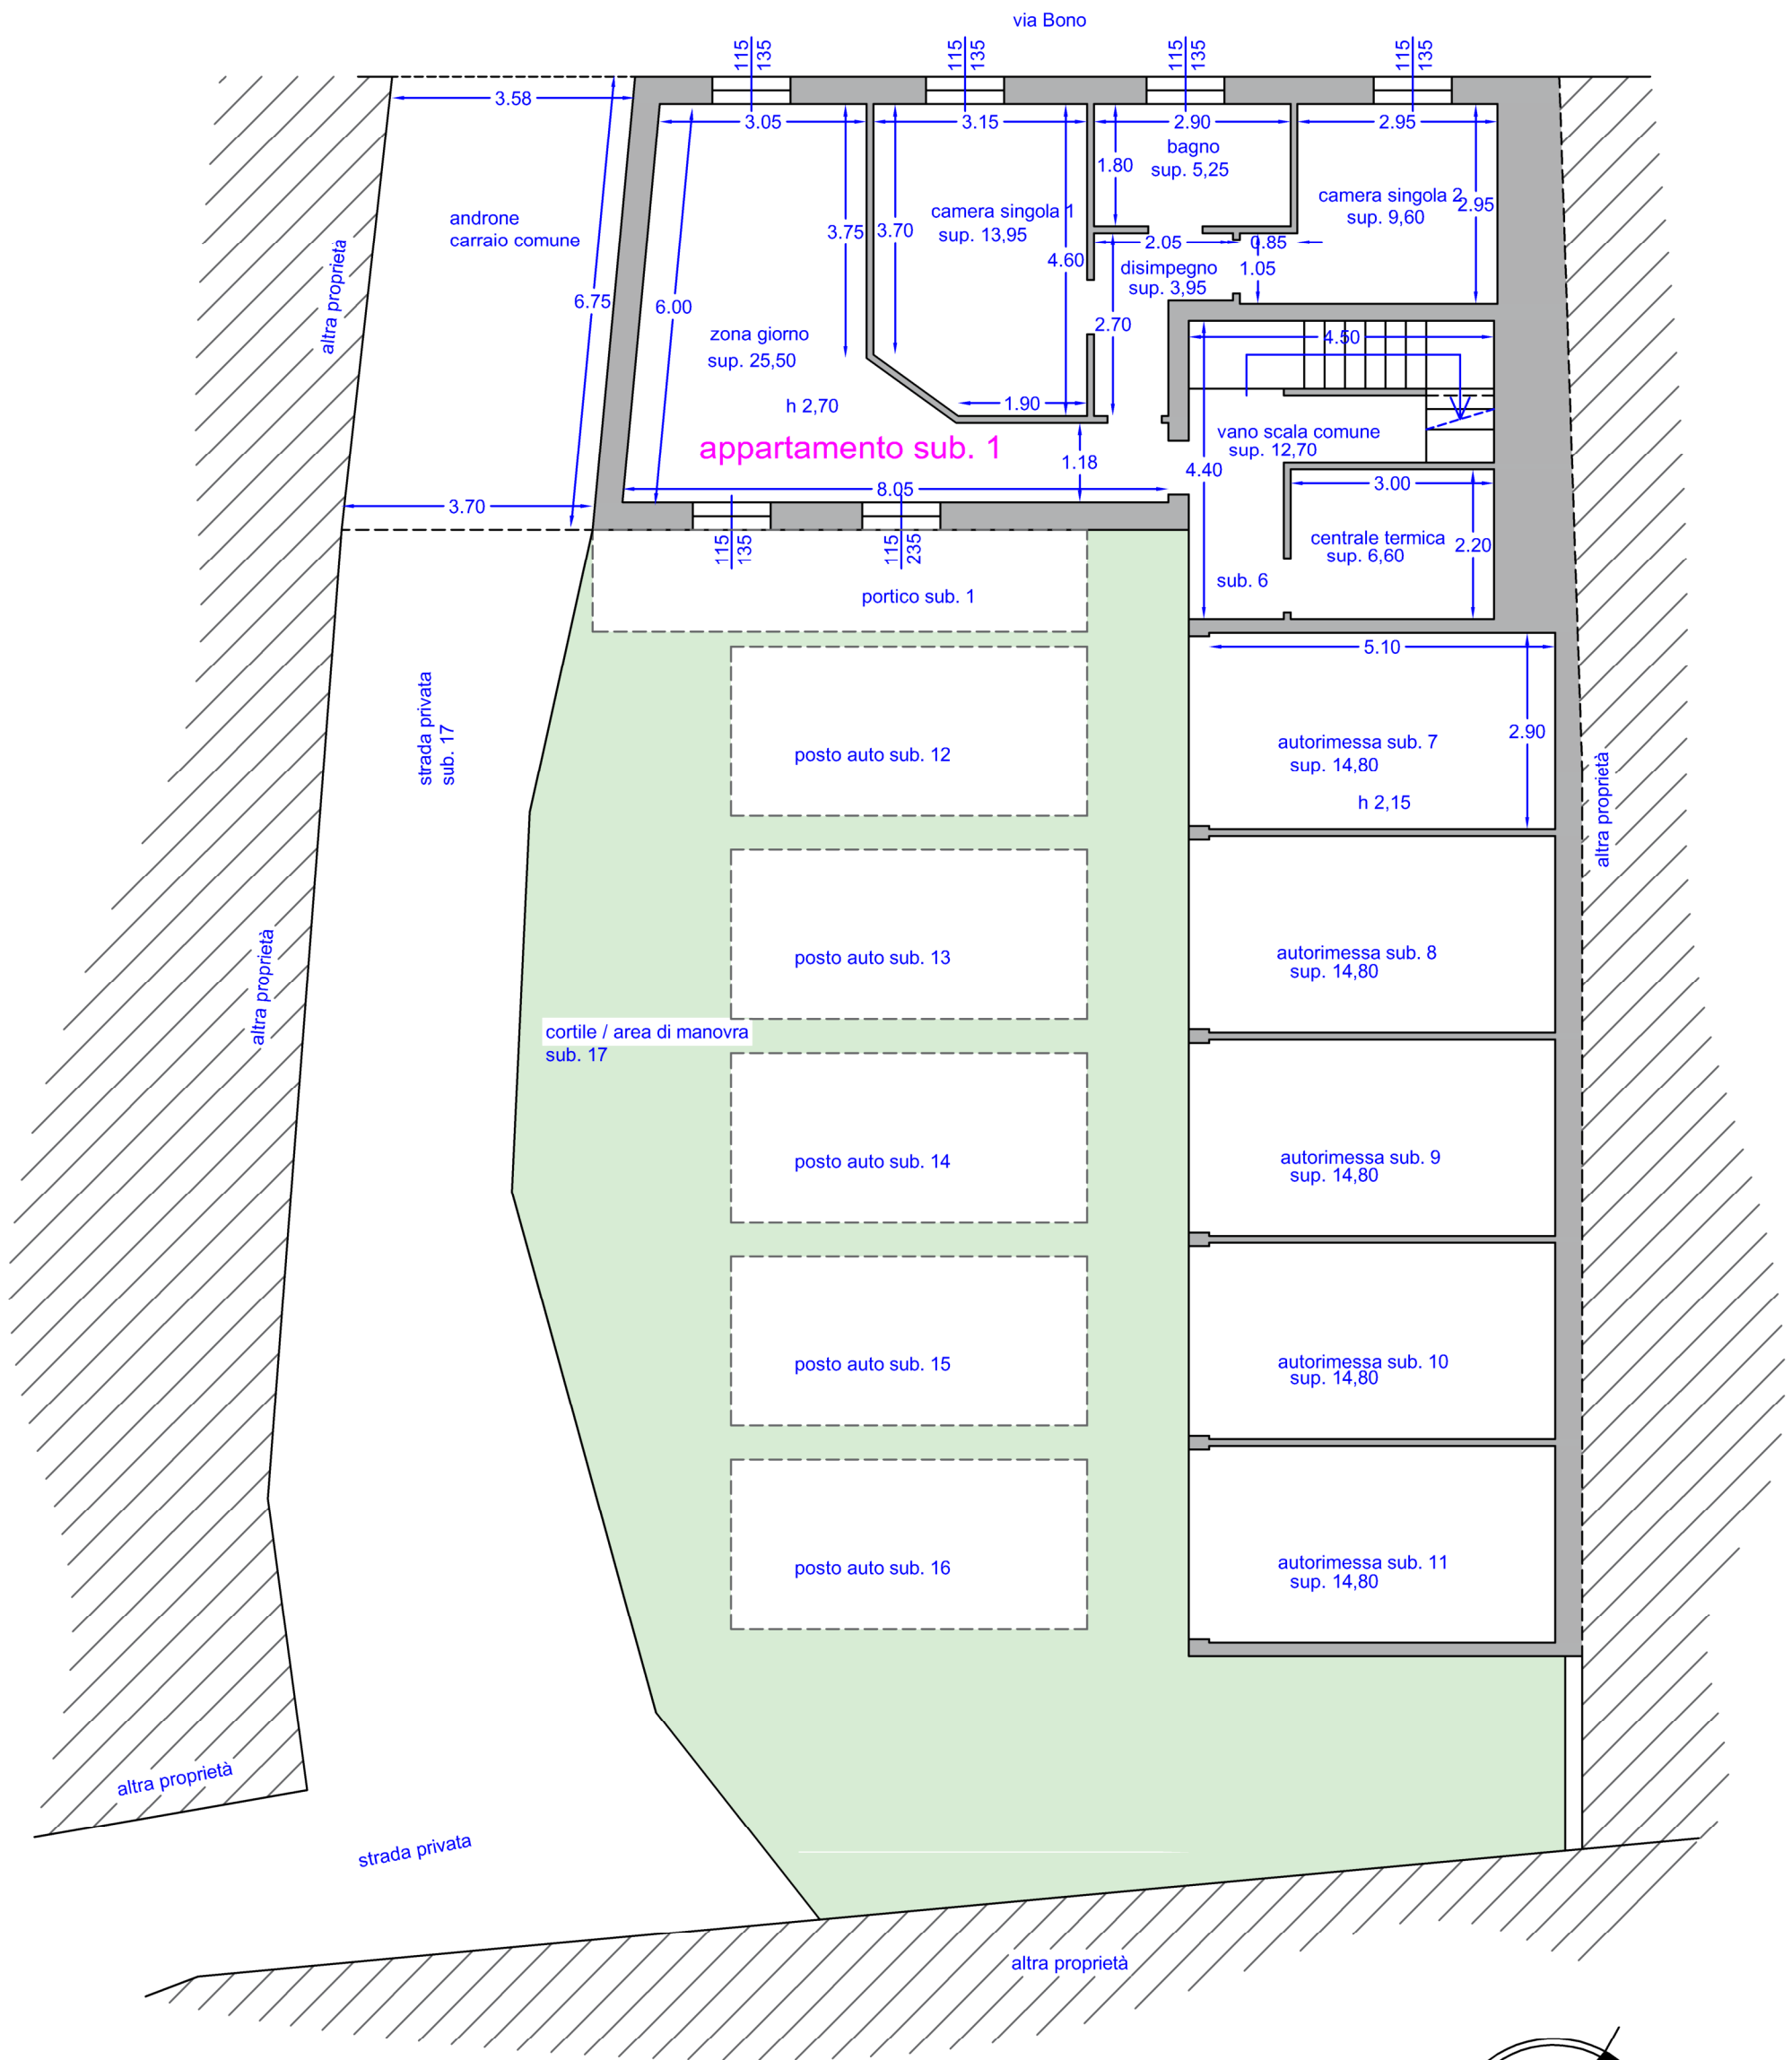 via Bono
115
135
115
135
115
135
115
135
3.58
3.05
3.15
2.90
2.95
bagno
sup. 5,25
1.80
camera singola 2
sup. 9,60
2.95
androne
carraio comune
camera singola 1
sup. 13,95
3.75
3.70
4.60
2.05
0.85
disimpegno
sup. 3,95
1.05
altra proprietà
6.75
6.00
zona giorno
sup. 25,50
2.70
4.50
h 2,70
1.90
appartamento sub. 1
vano scala comune
sup. 12,70
1.18
4.40
8.05
3.00
3.70
centrale termica
sup. 6,60
2.20
115
135
115
235
sub. 6
portico sub. 1
5.10
strada privata
sub. 17
2.90
posto auto sub. 12
autorimessa sub. 7
sup. 14,80
h 2,15
altra proprietà
posto auto sub. 13
autorimessa sub. 8
sup. 14,80
altra proprietà
cortile / area di manovra
sub. 17
posto auto sub. 14
autorimessa sub. 9
sup. 14,80
posto auto sub. 15
autorimessa sub. 10
sup. 14,80
posto auto sub. 16
autorimessa sub. 11
sup. 14,80
altra proprietà
strada privata
altra proprietà